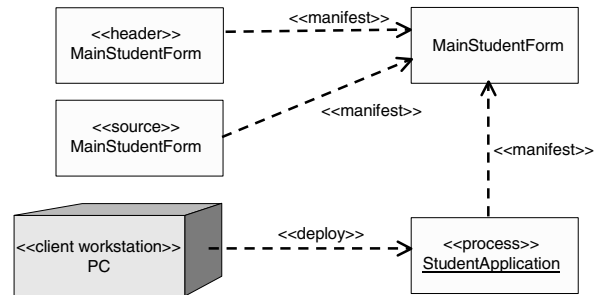 <<header>>
MainStudentForm
<<manifest>>
MainStudentForm
<<source>>
MainStudentForm
<<manifest>>
<<manifest>>
<<client workstation>>
PC
<<deploy>>
<<process>>
StudentApplication